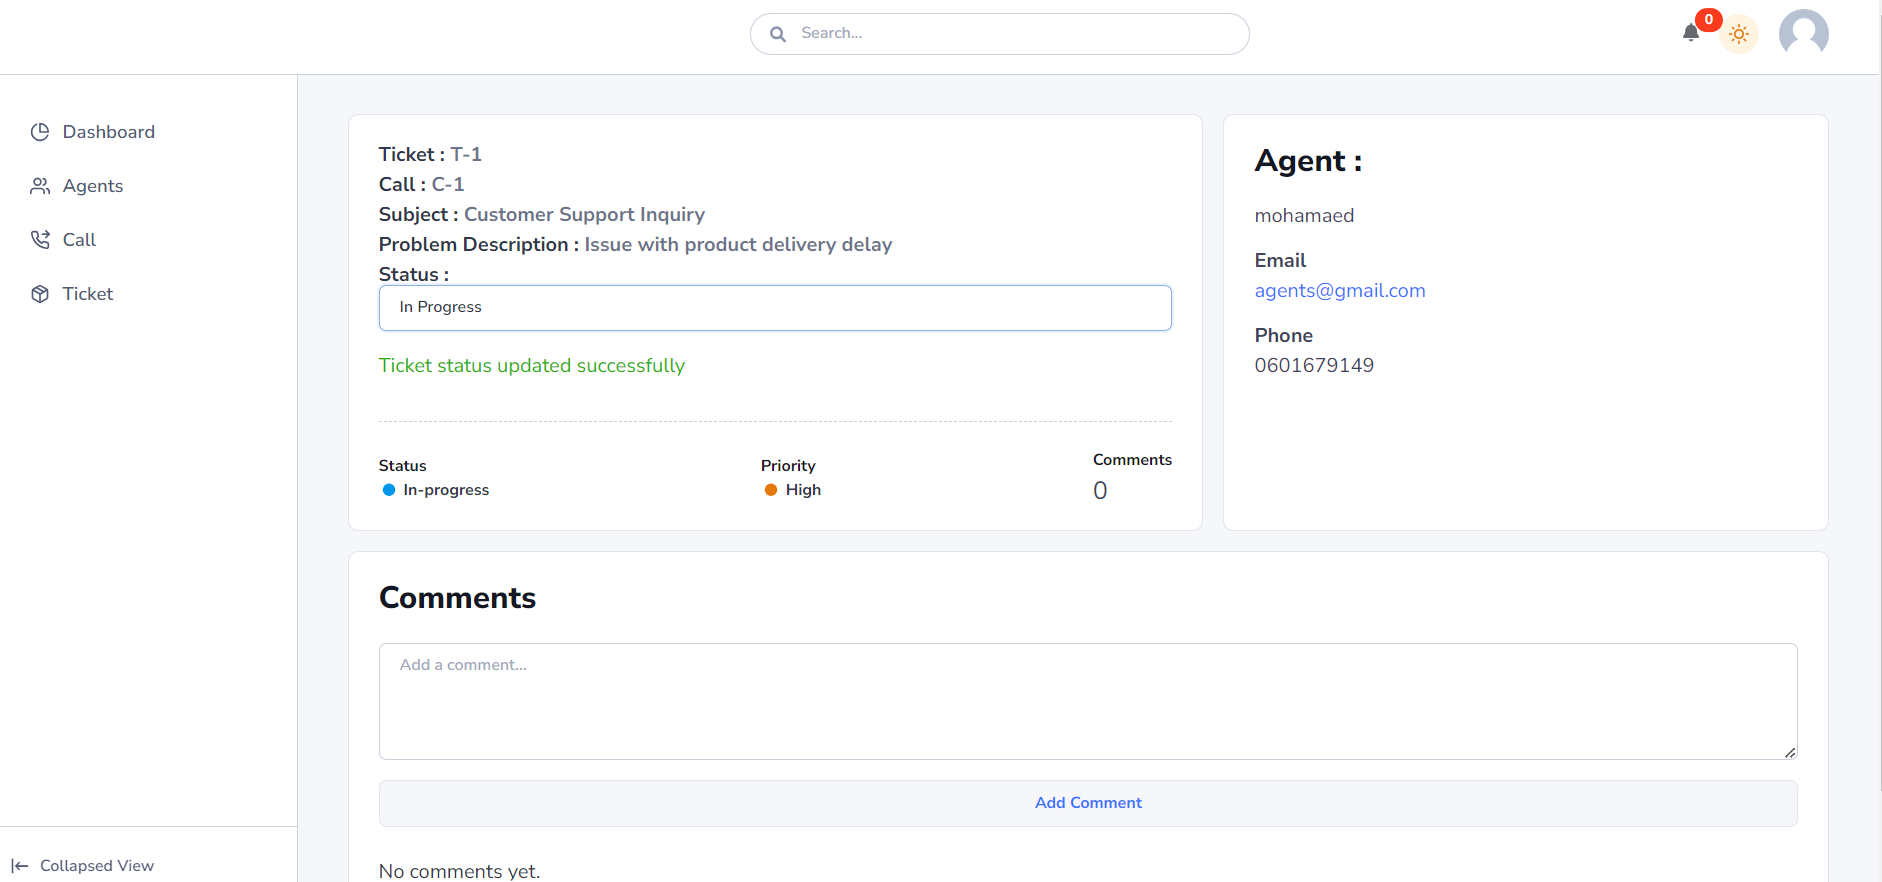 Search...
0
Dashboard
Agents
Call
Ticket
Collapsed View
Ticket : T-1
Call : C-1
Subject : Customer Support Inquiry
Problem Description : Issue with product delivery delay
Status :
In Progress
Ticket status updated successfully
Status
In-progress
Priority
High
Comments
0
Agent :
mohamaed
Email
agents@gmail.com
Phone
0601679149
Comments
Add a comment...
Add Comment
No comments yet.